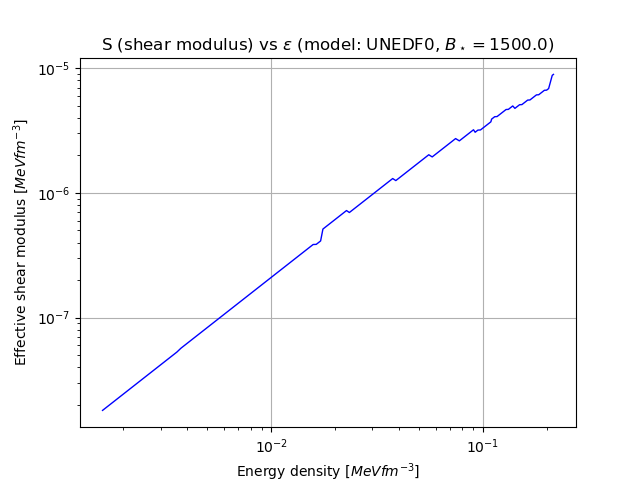 S (shear modulus) vs ε (model: UNEDF0, B⋆ = 1500.0)
Effective shear modulus [MeVfm⁻³]
10⁻⁵
10⁻⁶
10⁻⁷
10⁻²
10⁻¹
Energy density [MeVfm⁻³]